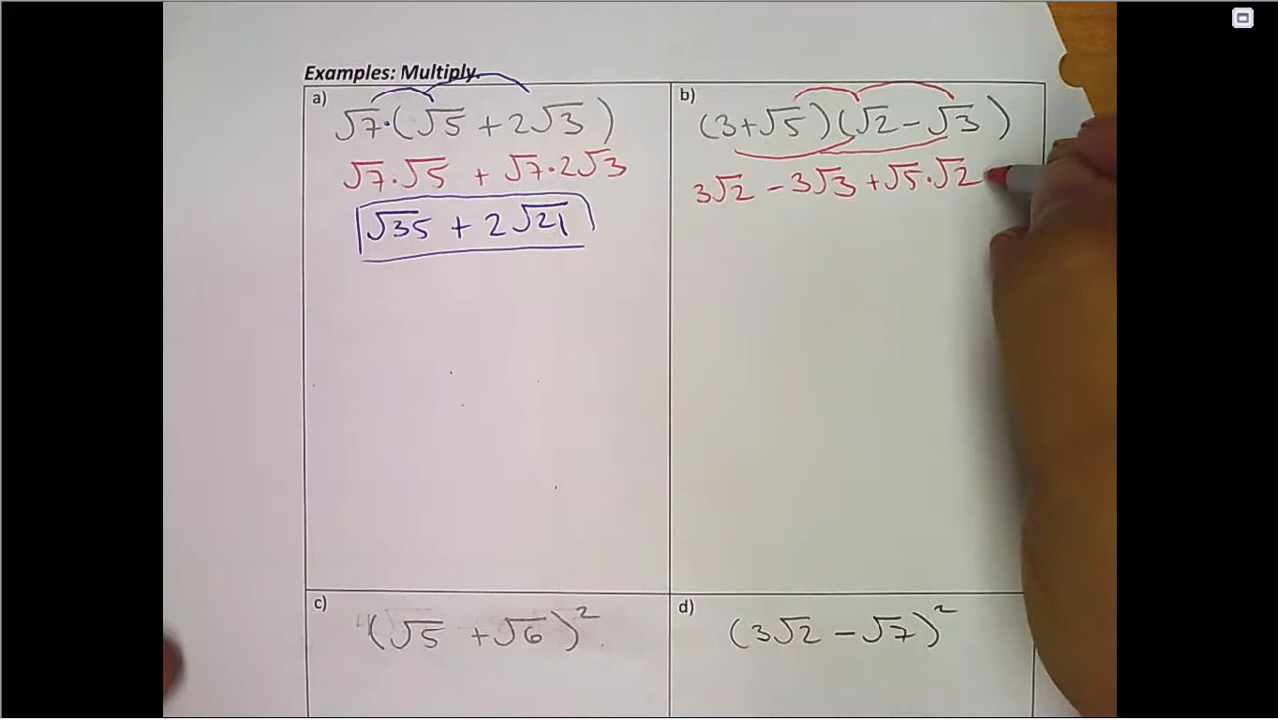 Examples: Multiply.
a)
√7·(√5 + 2√3)
√7·√5 + √7·2√3
√35 + 2√21
b)
(3+√5)(√2−√3)
3√2 − 3√3 + √5·√2
c)
(√5 + √6)²
d)
(3√2 − √7)²